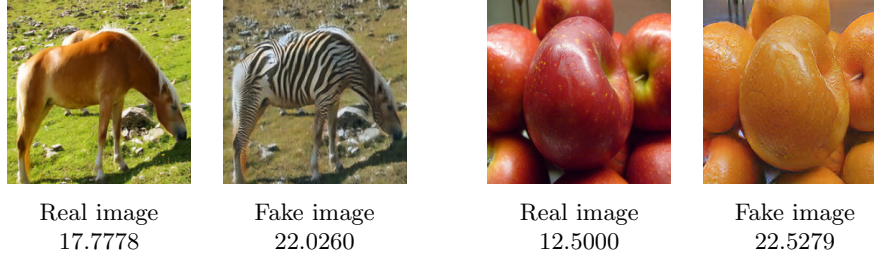 Real image
17.7778
Fake image
22.0260
Real image
12.5000
Fake image
22.5279